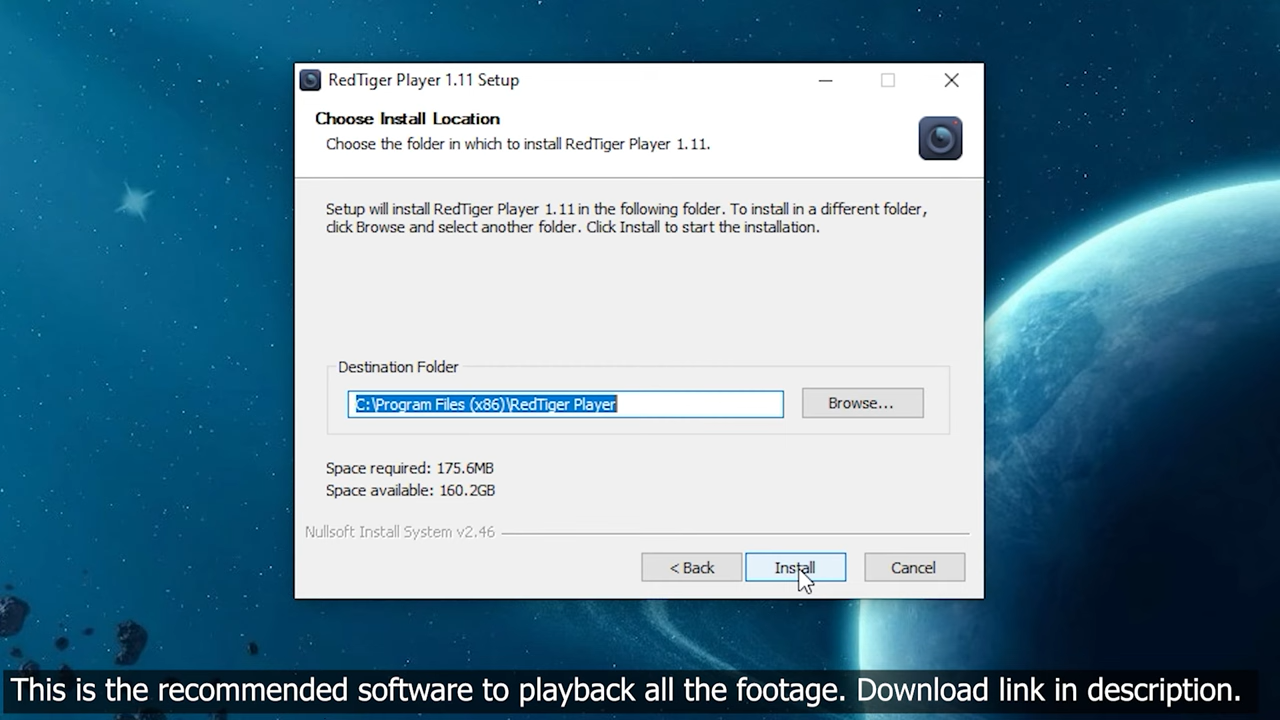 RedTiger Player 1.11 Setup
Choose Install Location
Choose the folder in which to install RedTiger Player 1.11.
Setup will install RedTiger Player 1.11 in the following folder. To install in a different folder,
click Browse and select another folder. Click Install to start the installation.
Destination Folder
C:\Program Files (x86)\RedTiger Player
Browse...
Space required: 175.6MB
Space available: 160.2GB
Nullsoft Install System v2.46
< Back
Install
Cancel
This is the recommended software to playback all the footage. Download link in description.